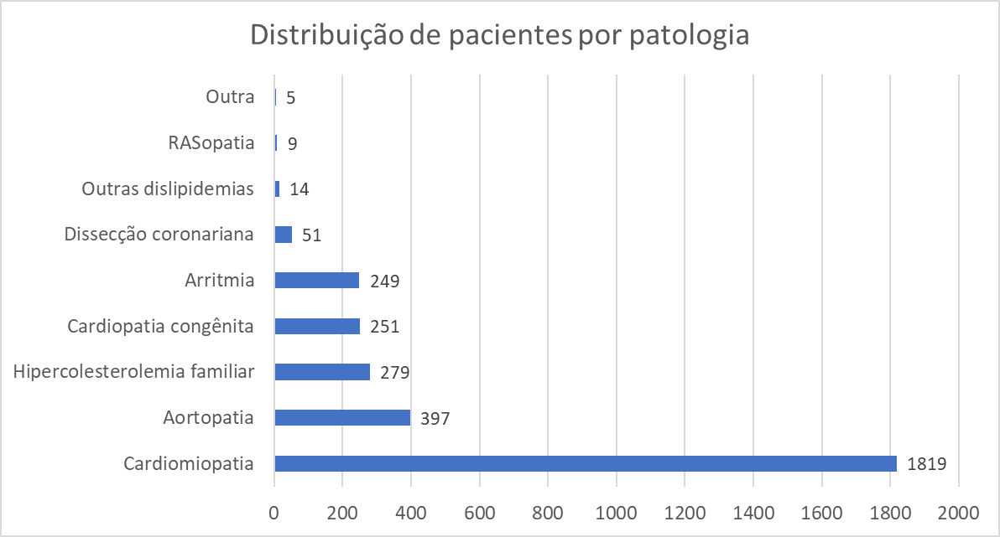 Distribuição de pacientes por patologia
Outra 5
RASopatia 9
Outras dislipidemias 14
Dissecção coronariana 51
Arritmia 249
Cardiopatia congênita 251
Hipercolesterolemia familiar 279
Aortopatia 397
Cardiomiopatia 1819
0 200 400 600 800 1000 1200 1400 1600 1800 2000